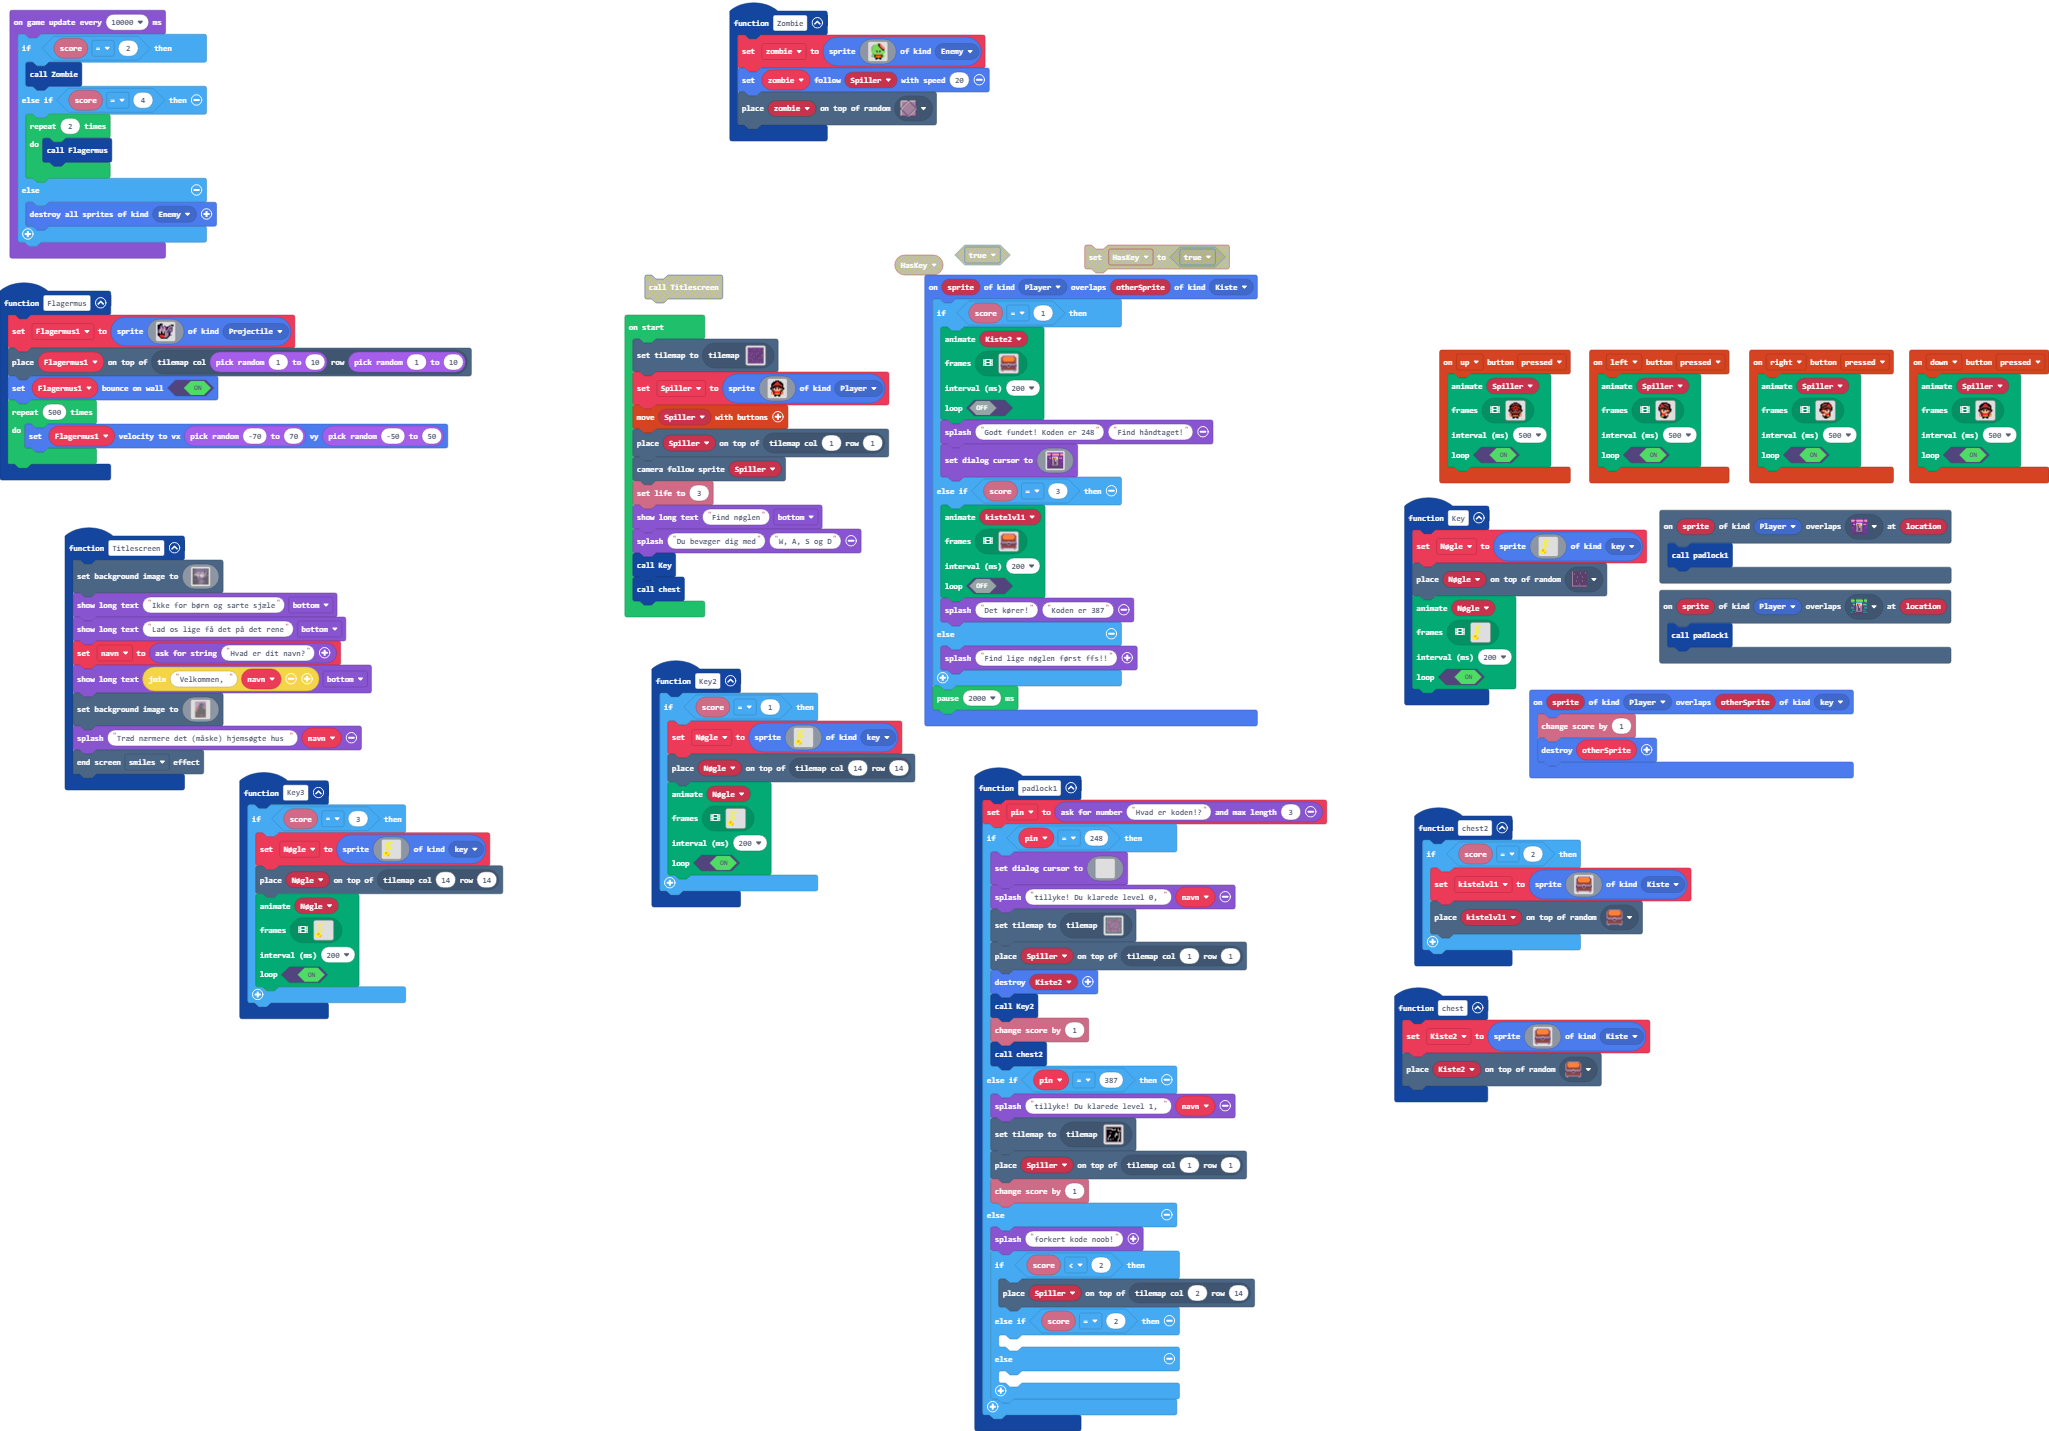 on game update every 10000 ms
if score = 2 then
call Zombie
else if score = 4 then
repeat 2 times
do call Flagermus
else
destroy all sprites of kind Enemy
function Flagermus
set Flagermus1 to sprite of kind Projectile
place Flagermus1 on top of tilemap col pick random 1 to 10 row pick random 1 to 10
set Flagermus1 bounce on wall ON
repeat 500 times
do set Flagermus1 velocity to vx pick random -70 to 70 vy pick random -50 to 50
function Titlescreen
set background image to
show long text "Ikke for børn og sarte sjæle" bottom
show long text "Lad os lige få det på det rene" bottom
set navn to ask for string "Hvad er dit navn?"
show long text join "Velkommen, " navn bottom
set background image to
splash "Træd nærmere det (måske) hjemsøgte hus " navn
end screen smiles effect
function Key3
if score = 3 then
set Nøgle to sprite of kind key
place Nøgle on top of tilemap col 14 row 14
animate Nøgle
frames
interval (ms) 200
loop ON
function Zombie
set zombie to sprite of kind Enemy
set zombie follow Spiller with speed 20
place zombie on top of random
call Titlescreen
on start
set tilemap to tilemap
set Spiller to sprite of kind Player
move Spiller with buttons
place Spiller on top of tilemap col 1 row 1
camera follow sprite Spiller
set life to 3
show long text "Find nøglen" bottom
splash "Du bevæger dig med" "W, A, S og D"
call Key
call chest
function Key2
if score = 1 then
set Nøgle to sprite of kind key
place Nøgle on top of tilemap col 14 row 14
animate Nøgle
frames
interval (ms) 200
loop ON
HasKey
true
set HasKey to true
on sprite of kind Player overlaps otherSprite of kind Kiste
if score = 1 then
animate Kiste2
frames
interval (ms) 200
loop OFF
splash "Godt fundet! Koden er 248" "Find håndtaget!"
set dialog cursor to
else if score = 3 then
animate kistelvl1
frames
interval (ms) 200
loop OFF
splash "Det kører!" "Koden er 387"
else
splash "Find lige nøglen først ffs!!"
pause 2000 ms
function padlock1
set pin to ask for number "Hvad er koden!?" and max length 3
if pin = 248 then
set dialog cursor to
splash "tillyke! Du klarede level 0, " navn
set tilemap to tilemap
place Spiller on top of tilemap col 1 row 1
destroy Kiste2
call Key2
change score by 1
call chest2
else if pin = 387 then
splash "tillyke! Du klarede level 1, " navn
set tilemap to tilemap
place Spiller on top of tilemap col 1 row 1
change score by 1
else
splash "forkert kode noob!"
if score < 2 then
place Spiller on top of tilemap col 2 row 14
else if score = 2 then
else
on up button pressed
animate Spiller
frames
interval (ms) 500
loop ON
on left button pressed
animate Spiller
frames
interval (ms) 500
loop ON
on right button pressed
animate Spiller
frames
interval (ms) 500
loop ON
on down button pressed
animate Spiller
frames
interval (ms) 500
loop ON
function Key
set Nøgle to sprite of kind key
place Nøgle on top of random
animate Nøgle
frames
interval (ms) 200
loop ON
on sprite of kind Player overlaps at location
call padlock1
on sprite of kind Player overlaps at location
call padlock1
on sprite of kind Player overlaps otherSprite of kind key
change score by 1
destroy otherSprite
function chest2
if score = 2 then
set kistelvl1 to sprite of kind Kiste
place kistelvl1 on top of random
function chest
set Kiste2 to sprite of kind Kiste
place Kiste2 on top of random